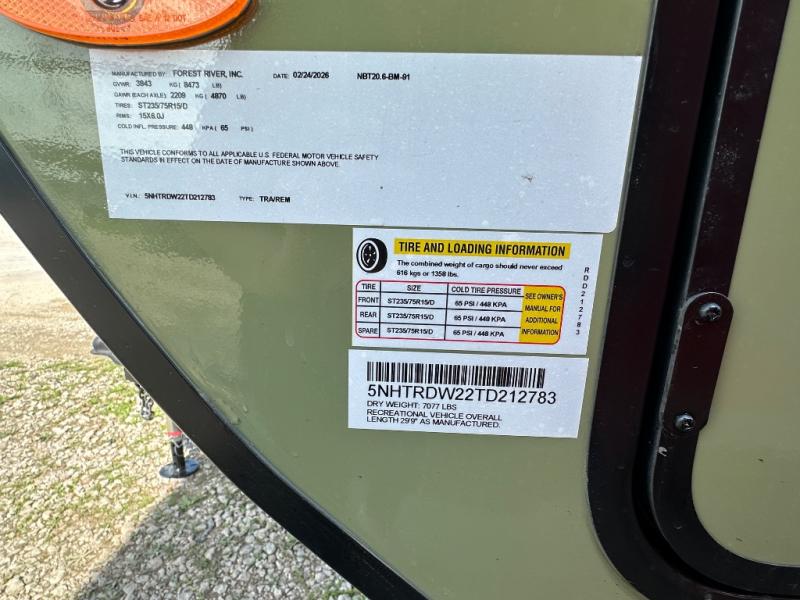 MANUFACTURED BY: FOREST RIVER, INC. DATE: 02/24/2026 NBT20.6-BM-91
GVWR: 3843 KG ( 8473 LB)
GAWR (EACH AXLE): 2209 KG ( 4870 LB)
TIRES: ST235/75R15/D
RIMS: 15X6.0J
COLD INFL. PRESSURE: 448 KPA ( 65 PSI)
THIS VEHICLE CONFORMS TO ALL APPLICABLE U.S. FEDERAL MOTOR VEHICLE SAFETY
STANDARDS IN EFFECT ON THE DATE OF MANUFACTURE SHOWN ABOVE.
V.I.N.: 5NHTRDW22TD212783 TYPE: TRA/REM
TIRE AND LOADING INFORMATION
The combined weight of cargo should never exceed
616 kgs or 1358 lbs.
TIRE SIZE COLD TIRE PRESSURE
FRONT ST235/75R15/D 65 PSI / 448 KPA
REAR ST235/75R15/D 65 PSI / 448 KPA
SPARE ST235/75R15/D 65 PSI / 448 KPA
SEE OWNER'S
MANUAL FOR
ADDITIONAL
INFORMATION
RDD212783
5NHTRDW22TD212783
DRY WEIGHT: 7077 LBS
RECREATIONAL VEHICLE OVERALL
LENGTH 29'9" AS MANUFACTURED.